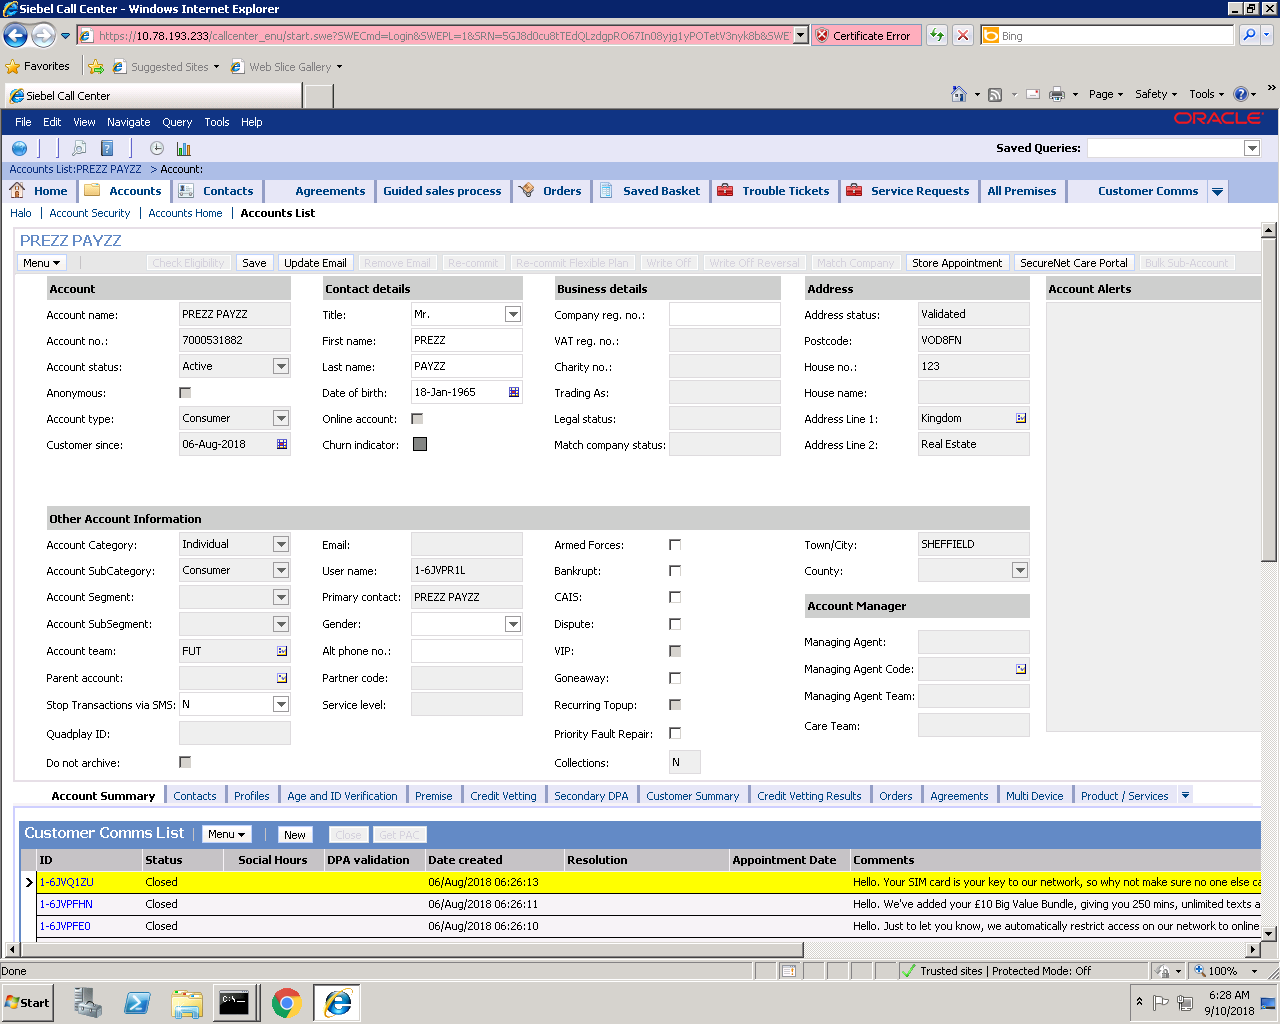 Siebel Call Center - Windows Internet Explorer
https://10.78.193.233/callcenter_enu/start.swe?SWECmd=Login&SWEPL=1&SRN= Certificate Error Bing
Favorites Suggested Sites Web Slice Gallery
Siebel Call Center Page Safety Tools
File Edit View Navigate Query Tools Help ORACLE
Saved Queries:
Accounts List:PREZZ PAYZZ > Account:
Home Accounts Contacts Agreements Guided sales process Orders Saved Basket Trouble Tickets Service Requests All Premises Customer Comms
Halo Account Security Accounts Home Accounts List
PREZZ PAYZZ
Menu Check Eligibility Save Update Email Remove Email Re-commit Re-commit Flexible Plan Write Off Write Off Reversal Match Company Store Appointment SecureNet Care Portal Bulk Sub-Account
Account Contact details Business details Address Account Alerts
Account name: PREZZ PAYZZ Title: Mr. Company reg. no.: Address status: Validated
Account no.: 7000531882 First name: PREZZ VAT reg. no.: Postcode: VOD8FN
Account status: Active Last name: PAYZZ Charity no.: House no.: 123
Anonymous: Date of birth: 18-Jan-1965 Trading As: House name:
Account type: Consumer Online account: Legal status: Address Line 1: Kingdom
Customer since: 06-Aug-2018 Churn indicator: Match company status: Address Line 2: Real Estate
Other Account Information
Account Category: Individual Email: Armed Forces: Town/City: SHEFFIELD
Account SubCategory: Consumer User name: 1-6JVPR1L Bankrupt: County:
Account Segment: Primary contact: PREZZ PAYZZ CAIS: Account Manager
Account SubSegment: Gender: Dispute:
Account team: FUT Alt phone no.: VIP: Managing Agent:
Parent account: Partner code: Goneaway: Managing Agent Code:
Stop Transactions via SMS: N Service level: Recurring Topup: Managing Agent Team:
Quadplay ID: Priority Fault Repair: Care Team:
Do not archive: Collections: N
Account Summary Contacts Profiles Age and ID Verification Premise Credit Vetting Secondary DPA Customer Summary Credit Vetting Results Orders Agreements Multi Device Product / Services
Customer Comms List Menu New Close Get PAC
ID Status Social Hours DPA validation Date created Resolution Appointment Date Comments
1-6JVQ1ZU Closed 06/Aug/2018 06:26:13 Hello. Your SIM card is your key to our network, so why not make sure no one else ca
1-6JVPFHN Closed 06/Aug/2018 06:26:11 Hello. We've added your £10 Big Value Bundle, giving you 250 mins, unlimited texts a
1-6JVPFE0 Closed 06/Aug/2018 06:26:10 Hello. Just to let you know, we automatically restrict access on our network to online
Done Trusted sites | Protected Mode: Off 100%
Start 6:28 AM
9/10/2018